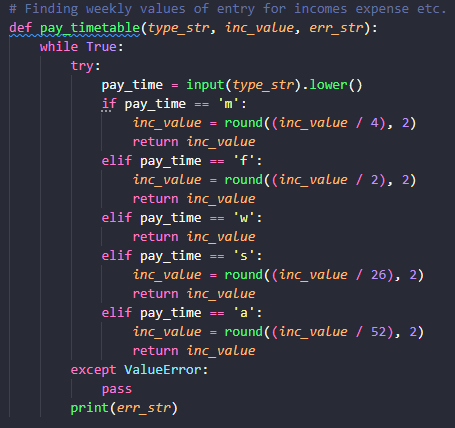 # Finding weekly values of entry for incomes expense etc.
def pay_timetable(type_str, inc_value, err_str):
    while True:
        try:
            pay_time = input(type_str).lower()
            if pay_time == 'm':
                inc_value = round((inc_value / 4), 2)
                return inc_value
            elif pay_time == 'f':
                inc_value = round((inc_value / 2), 2)
                return inc_value
            elif pay_time == 'w':
                return inc_value
            elif pay_time == 's':
                inc_value = round((inc_value / 26), 2)
                return inc_value
            elif pay_time == 'a':
                inc_value = round((inc_value / 52), 2)
                return inc_value
        except ValueError:
            pass
        print(err_str)